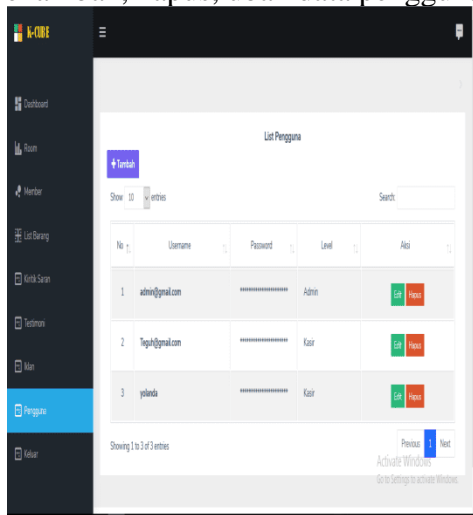 K-CUBE
Dashboard
Room
Member
List Barang
Kiritik Saran
Testimoni
Iklan
Pengguna
Keluar
List Pengguna
+ Tambah
Show 10 entries
Search:
No Username Password Level Aksi
1 admin@gmail.com ********************** Admin Edit Hapus
2 Teguh@gmail.com ********************** Kasir Edit Hapus
3 yolanda ********************** Kasir Edit Hapus
Showing 1 to 3 of 3 entries
Previous 1 Next
Activate Windows
Go to Settings to activate Windows.